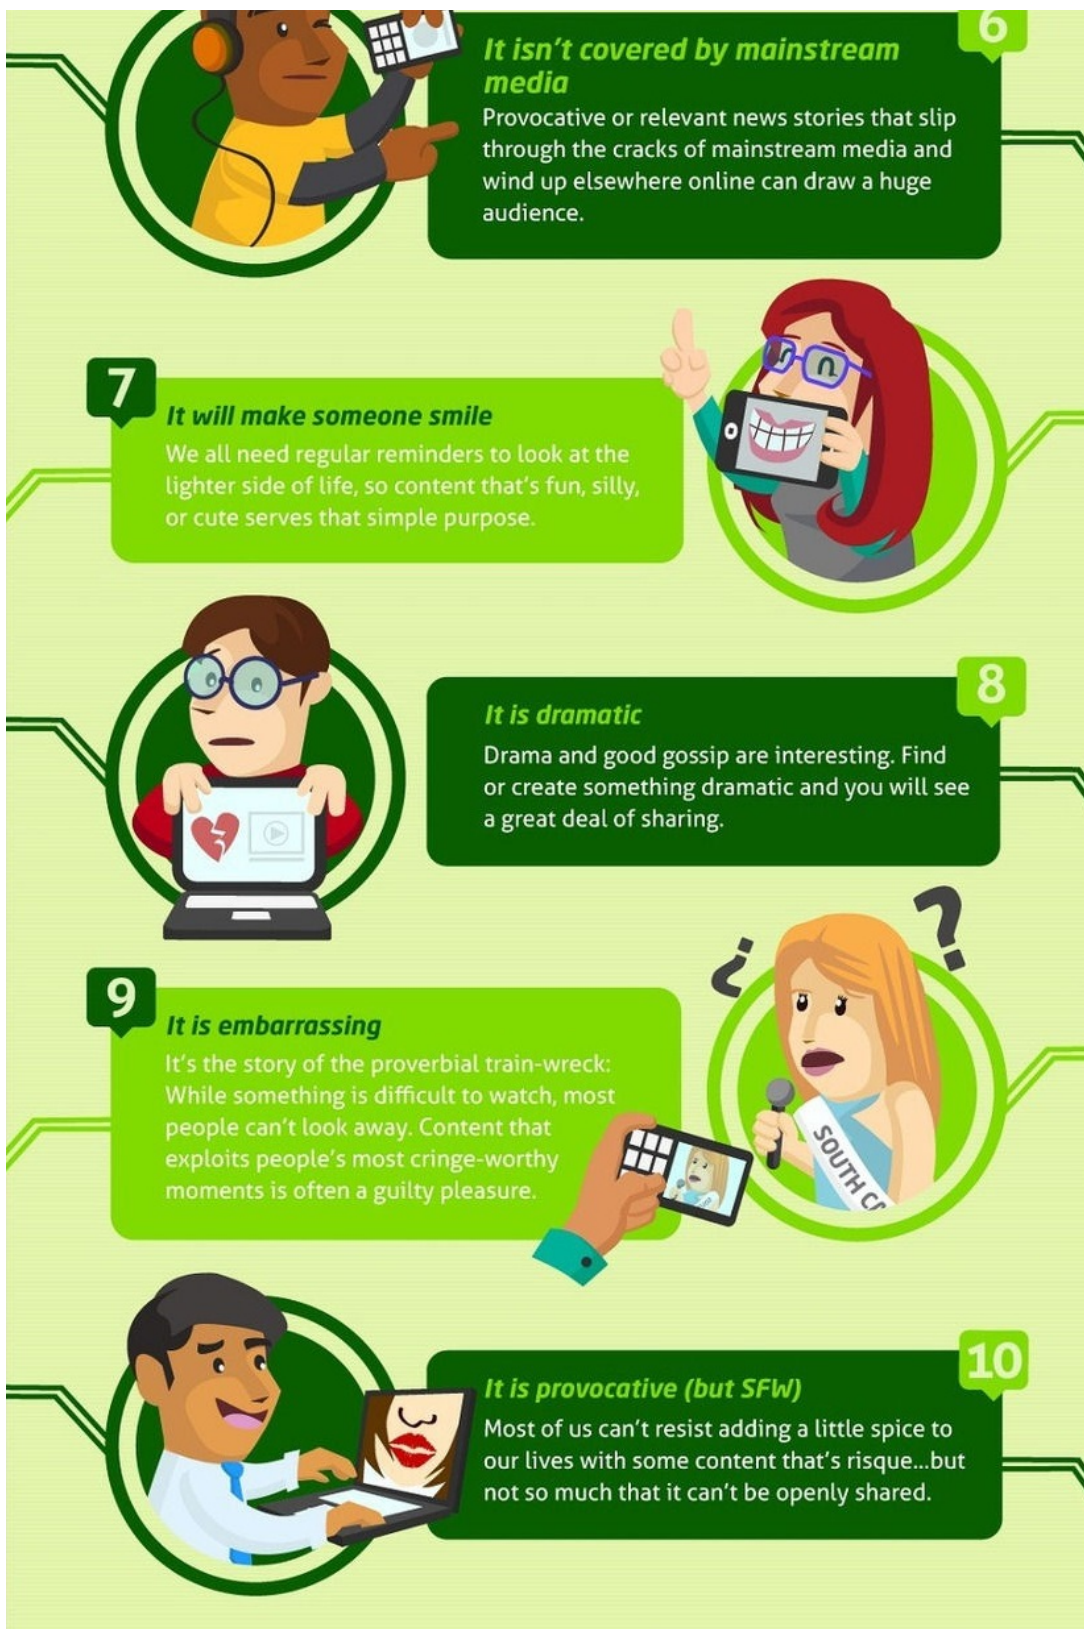 6
It isn't covered by mainstream
media
Provocative or relevant news stories that slip
through the cracks of mainstream media and
wind up elsewhere online can draw a huge
audience.
7
It will make someone smile
We all need regular reminders to look at the
lighter side of life, so content that's fun, silly,
or cute serves that simple purpose.
8
It is dramatic
Drama and good gossip are interesting. Find
or create something dramatic and you will see
a great deal of sharing.
? ?
9
It is embarrassing
It's the story of the proverbial train-wreck:
While something is difficult to watch, most
people can't look away. Content that
exploits people's most cringe-worthy
moments is often a guilty pleasure.
SOUTH CA
10
It is provocative (but SFW)
Most of us can't resist adding a little spice to
our lives with some content that's risque...but
not so much that it can't be openly shared.